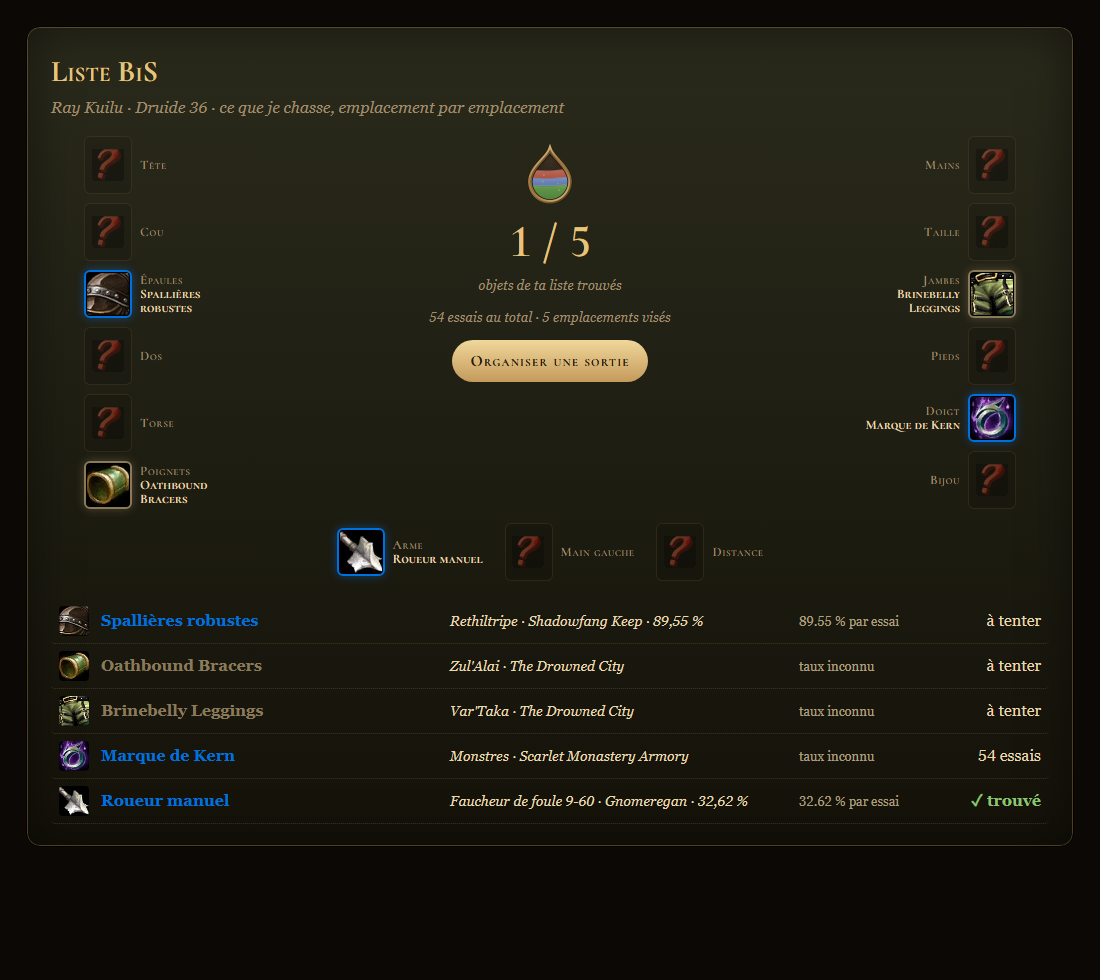 Liste BiS
Ray Kuilu · Druide 36 · ce que je chasse, emplacement par emplacement
Tête
Cou
Épaules
Spallières
robustes
Dos
Torse
Poignets
Oathbound
Bracers
1 / 5
objets de ta liste trouvés
54 essais au total · 5 emplacements visés
Organiser une sortie
Mains
Taille
Jambes
Brinebelly
Leggings
Pieds
Doigt
Marque de Kern
Bijou
Arme
Roueur manuel
Main gauche
Distance
Spallières robustes Rethiltripe · Shadowfang Keep · 89,55 % 89.55 % par essai à tenter
Oathbound Bracers Zul'Alai · The Drowned City taux inconnu à tenter
Brinebelly Leggings Var'Taka · The Drowned City taux inconnu à tenter
Marque de Kern Monstres · Scarlet Monastery Armory taux inconnu 54 essais
Roueur manuel Faucheur de foule 9-60 · Gnomeregan · 32,62 % 32.62 % par essai ✓ trouvé